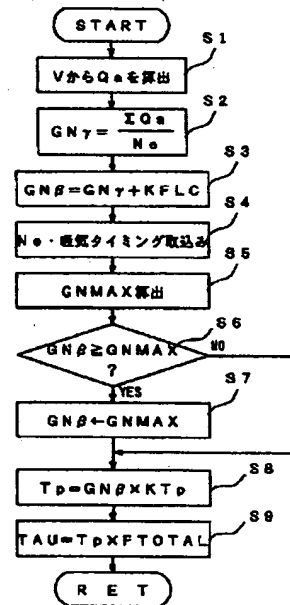 START
S1
VからQaを算出
S2
GNγ=ΣQa/Ne
S3
GNβ=GNγ+KFLC
S4
Ne・吸気タイミング取込み
S5
GNMAX算出
S6
GNβ≧GNMAX
?
NO
YES
S7
GNβ←GNMAX
S8
Tp=GNβ×KTp
S9
TAU=Tp×FTOTAL
RET